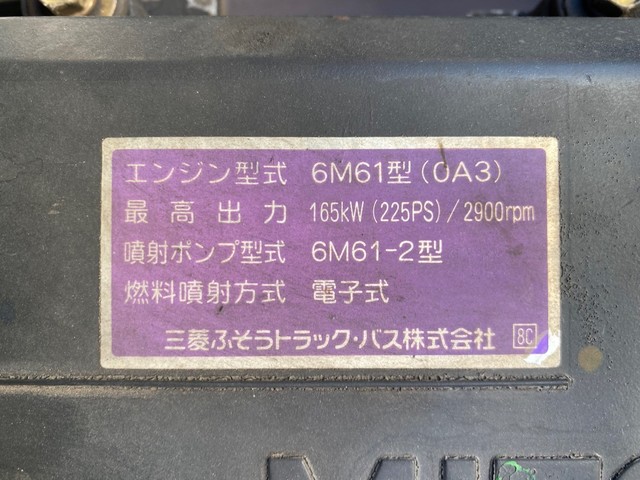 エンジン型式 6M61型(0A3)
最高出力 165kW(225PS)/2900rpm
噴射ポンプ型式 6M61-2型
燃料噴射方式 電子式
三菱ふそうトラック・バス株式会社 8C